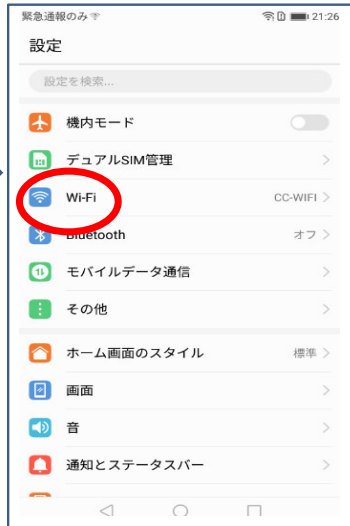 緊急通報のみ 21:26
設定
設定を検索...
機内モード
デュアルSIM管理
Wi-Fi CC-WIFI
Bluetooth オフ
モバイルデータ通信
その他
ホーム画面のスタイル 標準
画面
音
通知とステータスバー